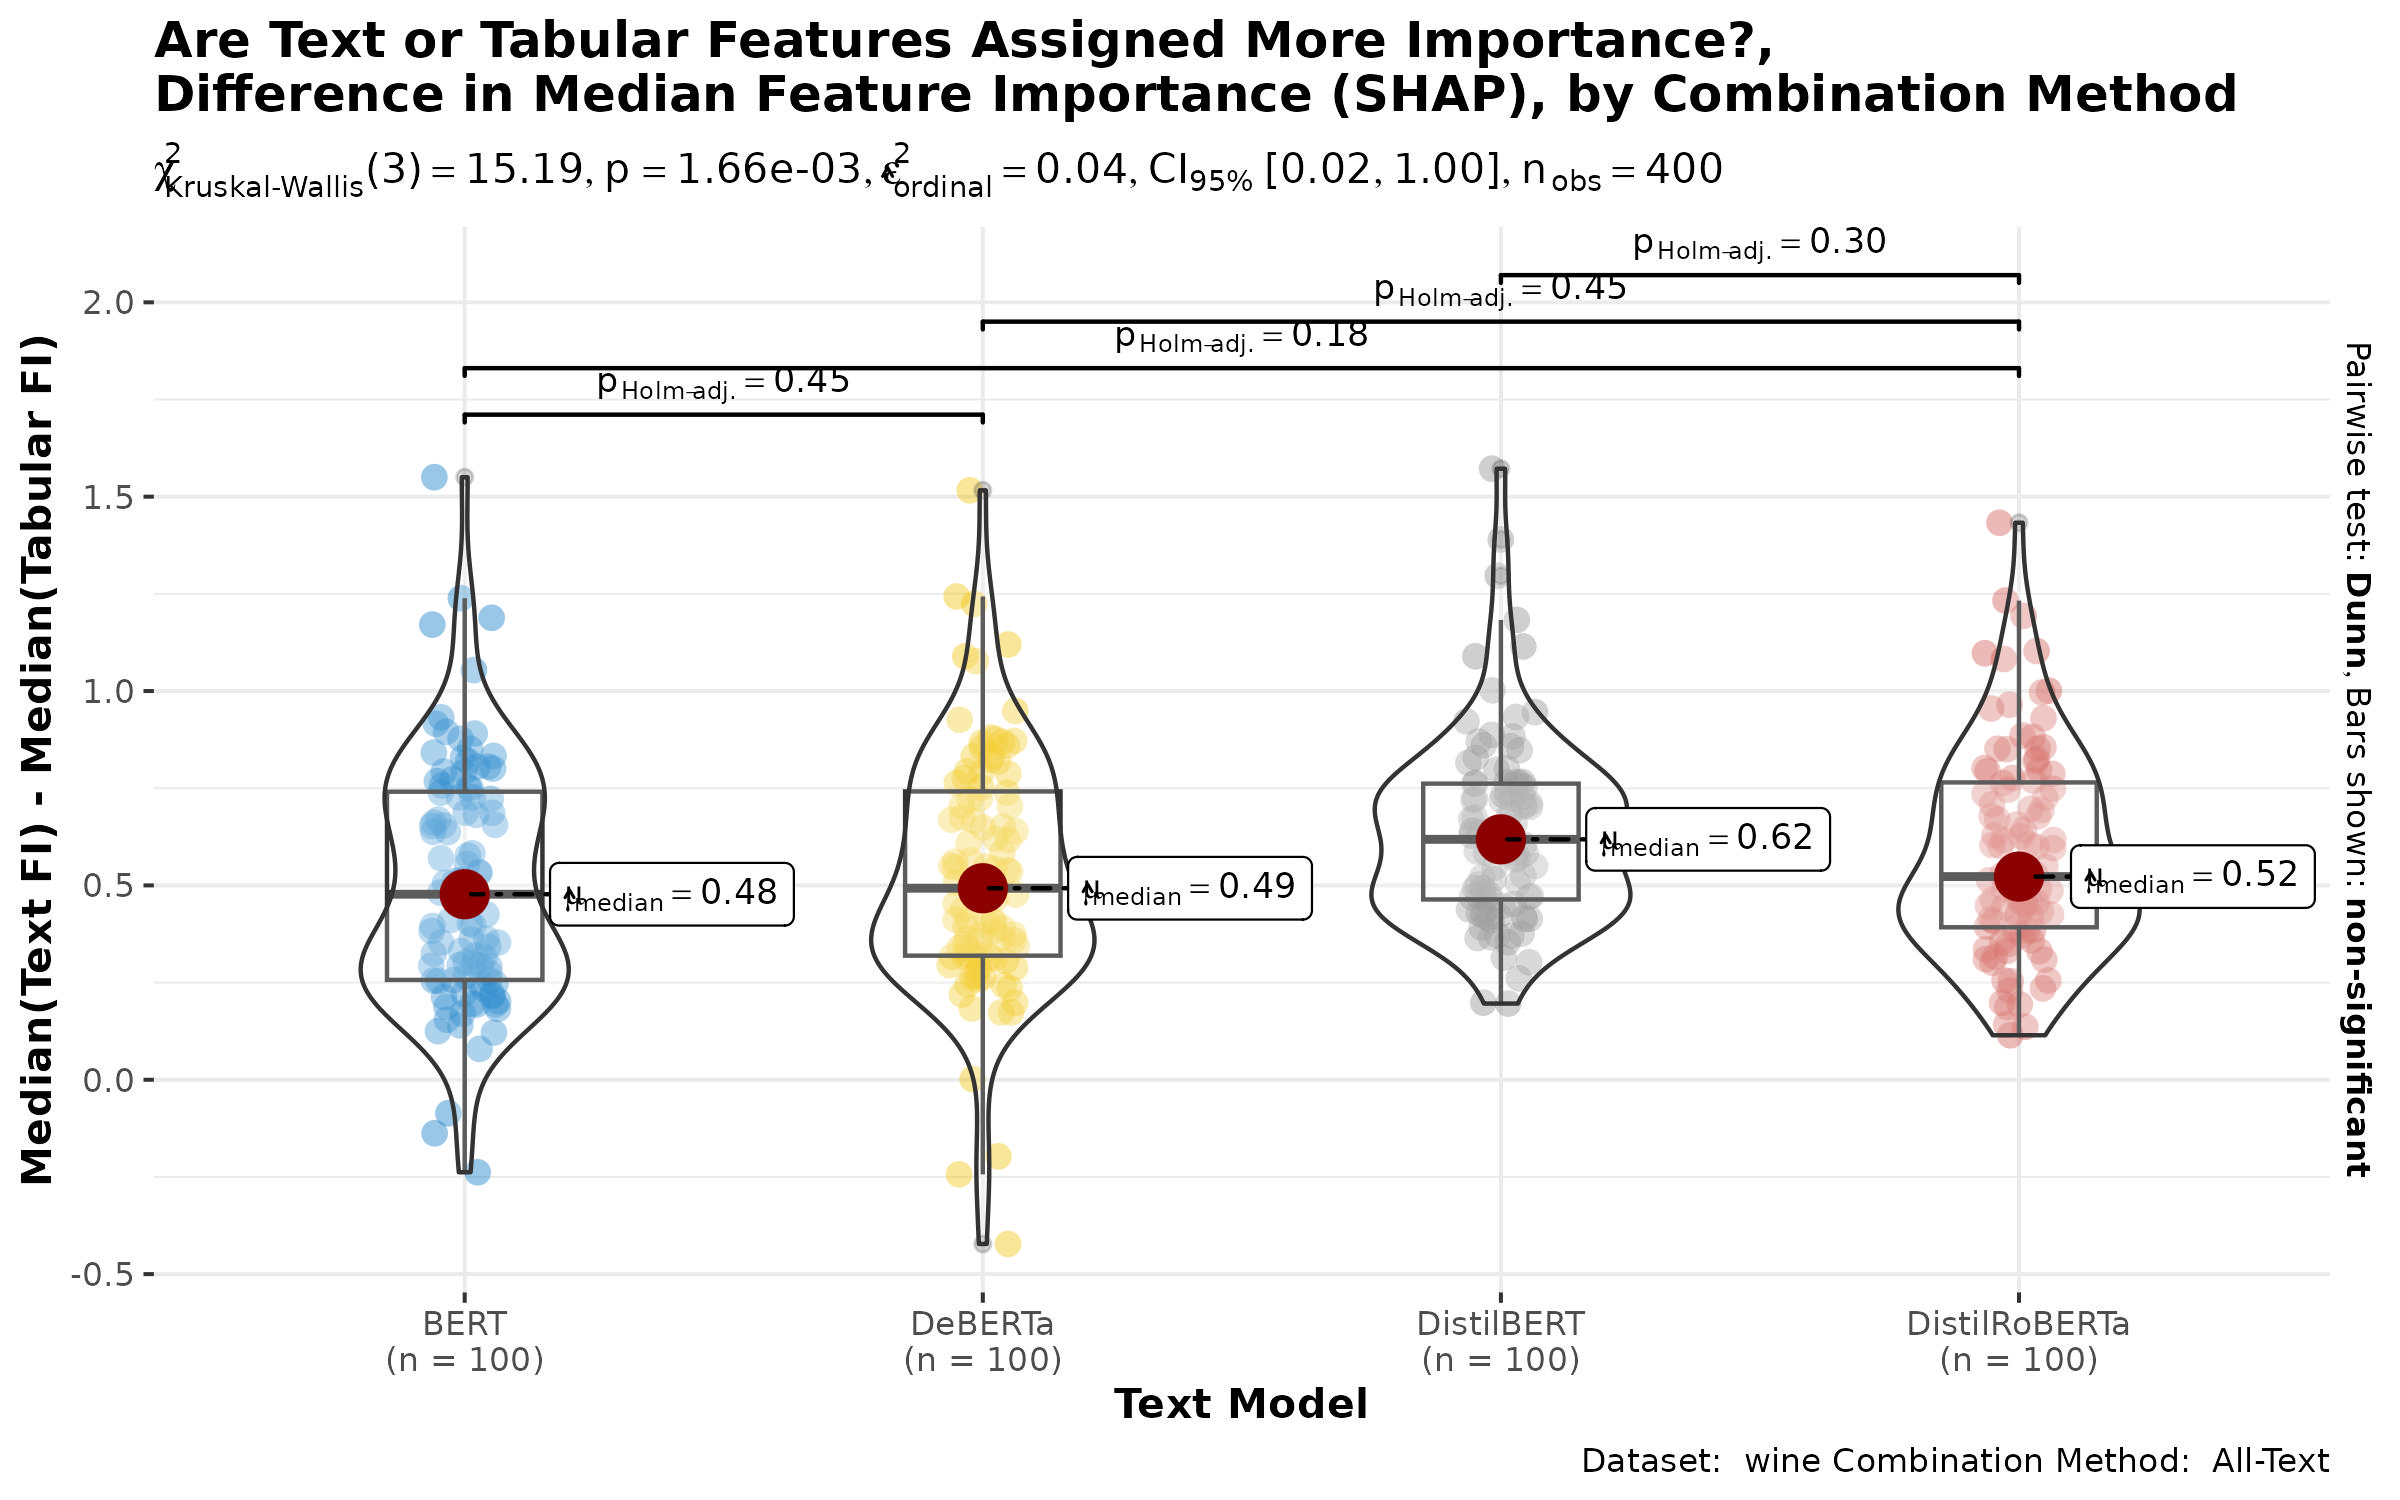 Are Text or Tabular Features Assigned More Importance?,
Difference in Median Feature Importance (SHAP), by Combination Method
χ²Kruskal-Wallis(3) = 15.19, p = 1.66e-03, ε²ordinal = 0.04, CI95% [0.02, 1.00], nobs = 400
pHolm-adj. = 0.30
pHolm-adj. = 0.45
pHolm-adj. = 0.18
pHolm-adj. = 0.45
Median(Text FI) - Median(Tabular FI)
2.0
1.5
1.0
0.5
0.0
-0.5
μ̂median = 0.48
μ̂median = 0.49
μ̂median = 0.62
μ̂median = 0.52
Pairwise test: Dunn, Bars shown: non-significant
BERT
(n = 100)
DeBERTa
(n = 100)
DistilBERT
(n = 100)
DistilRoBERTa
(n = 100)
Text Model
Dataset:  wine Combination Method:  All-Text